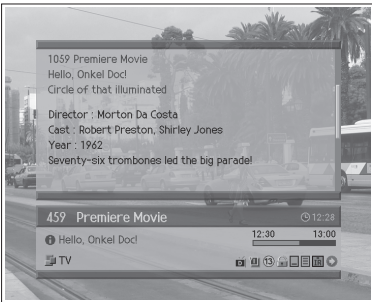 1059 Premiere Movie
Hello, Onkel Doc!
Circle of that illuminated
Director : Morton Da Costa
Cast : Robert Preston, Shirley Jones
Year : 1962
Seventy-six trombones led the big parade!
459 Premiere Movie
12:28
Hello, Onkel Doc!
12:30 13:00
TV
13